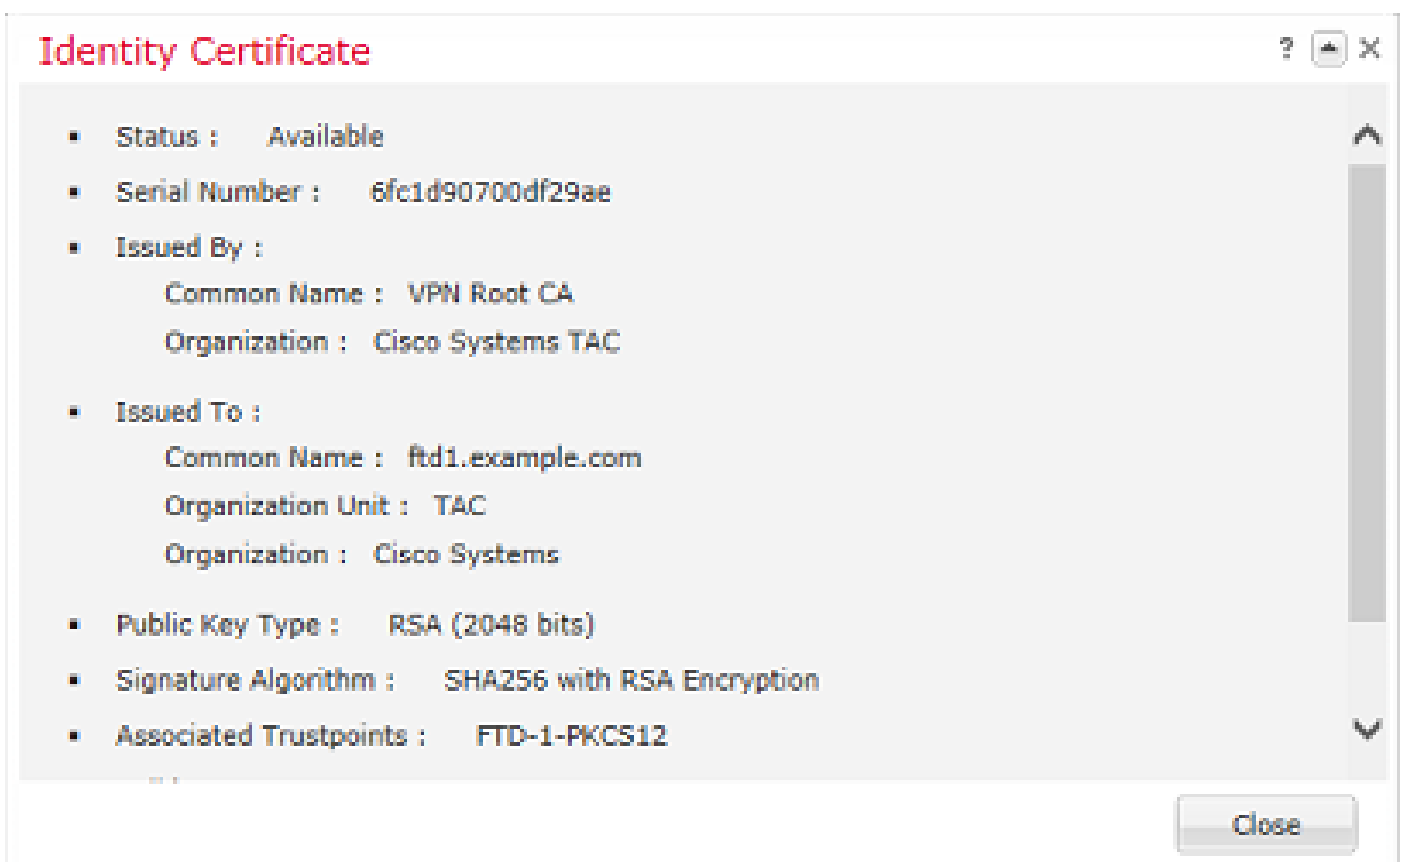 Identity Certificate ?
Status : Available
Serial Number : 6fc1d90700df29ae
Issued By :
Common Name : VPN Root CA
Organization : Cisco Systems TAC
Issued To :
Common Name : ftd1.example.com
Organization Unit : TAC
Organization : Cisco Systems
Public Key Type : RSA (2048 bits)
Signature Algorithm : SHA256 with RSA Encryption
Associated Trustpoints : FTD-1-PKCS12
Close